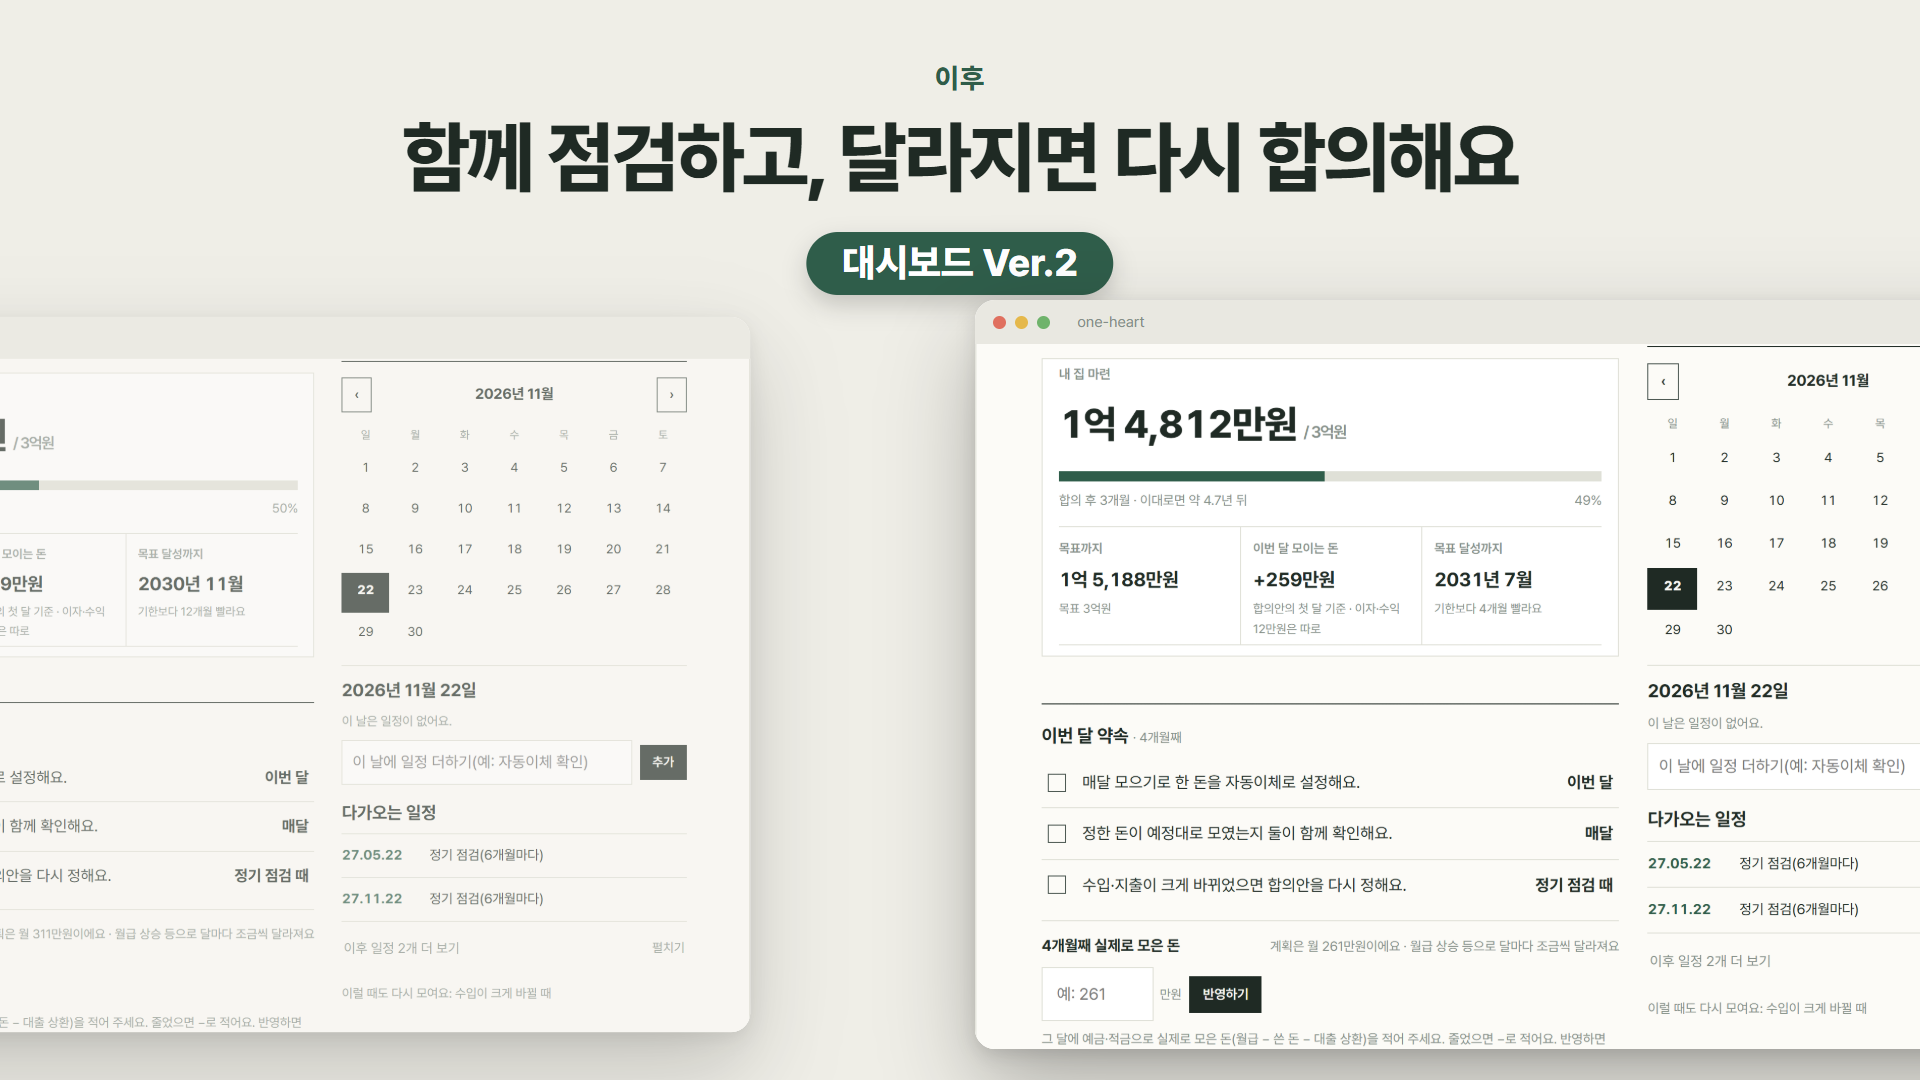 이후
함께 점검하고, 달라지면 다시 합의해요
대시보드 Ver.2
/ 3억원
50%
모이는 돈
9만원
의 첫 달 기준 · 이자·수익
은 따로
목표 달성까지
2030년 11월
기한보다 12개월 빨라요
로 설정해요.
이번 달
함께 확인해요.
매달
의안을 다시 정해요.
정기 점검 때
획은 월 311만원이에요 · 월급 상승 등으로 달마다 조금씩 달라져요
돈 − 대출 상환)을 적어 주세요. 줄었으면 −로 적어요. 반영하면
‹ 2026년 11월 ›
일 월 화 수 목 금 토
1 2 3 4 5 6 7
8 9 10 11 12 13 14
15 16 17 18 19 20 21
22 23 24 25 26 27 28
29 30
2026년 11월 22일
이 날은 일정이 없어요.
이 날에 일정 더하기(예: 자동이체 확인) 추가
다가오는 일정
27.05.22 정기 점검(6개월마다)
27.11.22 정기 점검(6개월마다)
이후 일정 2개 더 보기 펼치기
이럴 때도 다시 모여요: 수입이 크게 바뀔 때
one-heart
내 집 마련
1억 4,812만원 / 3억원
합의 후 3개월 · 이대로면 약 4.7년 뒤 49%
목표까지
1억 5,188만원
목표 3억원
이번 달 모이는 돈
+259만원
합의안의 첫 달 기준 · 이자·수익
12만원은 따로
목표 달성까지
2031년 7월
기한보다 4개월 빨라요
이번 달 약속 · 4개월째
매달 모으기로 한 돈을 자동이체로 설정해요. 이번 달
정한 돈이 예정대로 모였는지 둘이 함께 확인해요. 매달
수입·지출이 크게 바뀌었으면 합의안을 다시 정해요. 정기 점검 때
4개월째 실제로 모은 돈 계획은 월 261만원이에요 · 월급 상승 등으로 달마다 조금씩 달라져요
예: 261 만원 반영하기
그 달에 예금·적금으로 실제로 모은 돈(월급 − 쓴 돈 − 대출 상환)을 적어 주세요. 줄었으면 −로 적어요. 반영하면
‹ 2026년 11월
일 월 화 수 목
1 2 3 4 5
8 9 10 11 12
15 16 17 18 19
22 23 24 25 26
29 30
2026년 11월 22일
이 날은 일정이 없어요.
이 날에 일정 더하기(예: 자동이체 확인)
다가오는 일정
27.05.22 정기 점검(6개월마다)
27.11.22 정기 점검(6개월마다)
이후 일정 2개 더 보기
이럴 때도 다시 모여요: 수입이 크게 바뀔 때